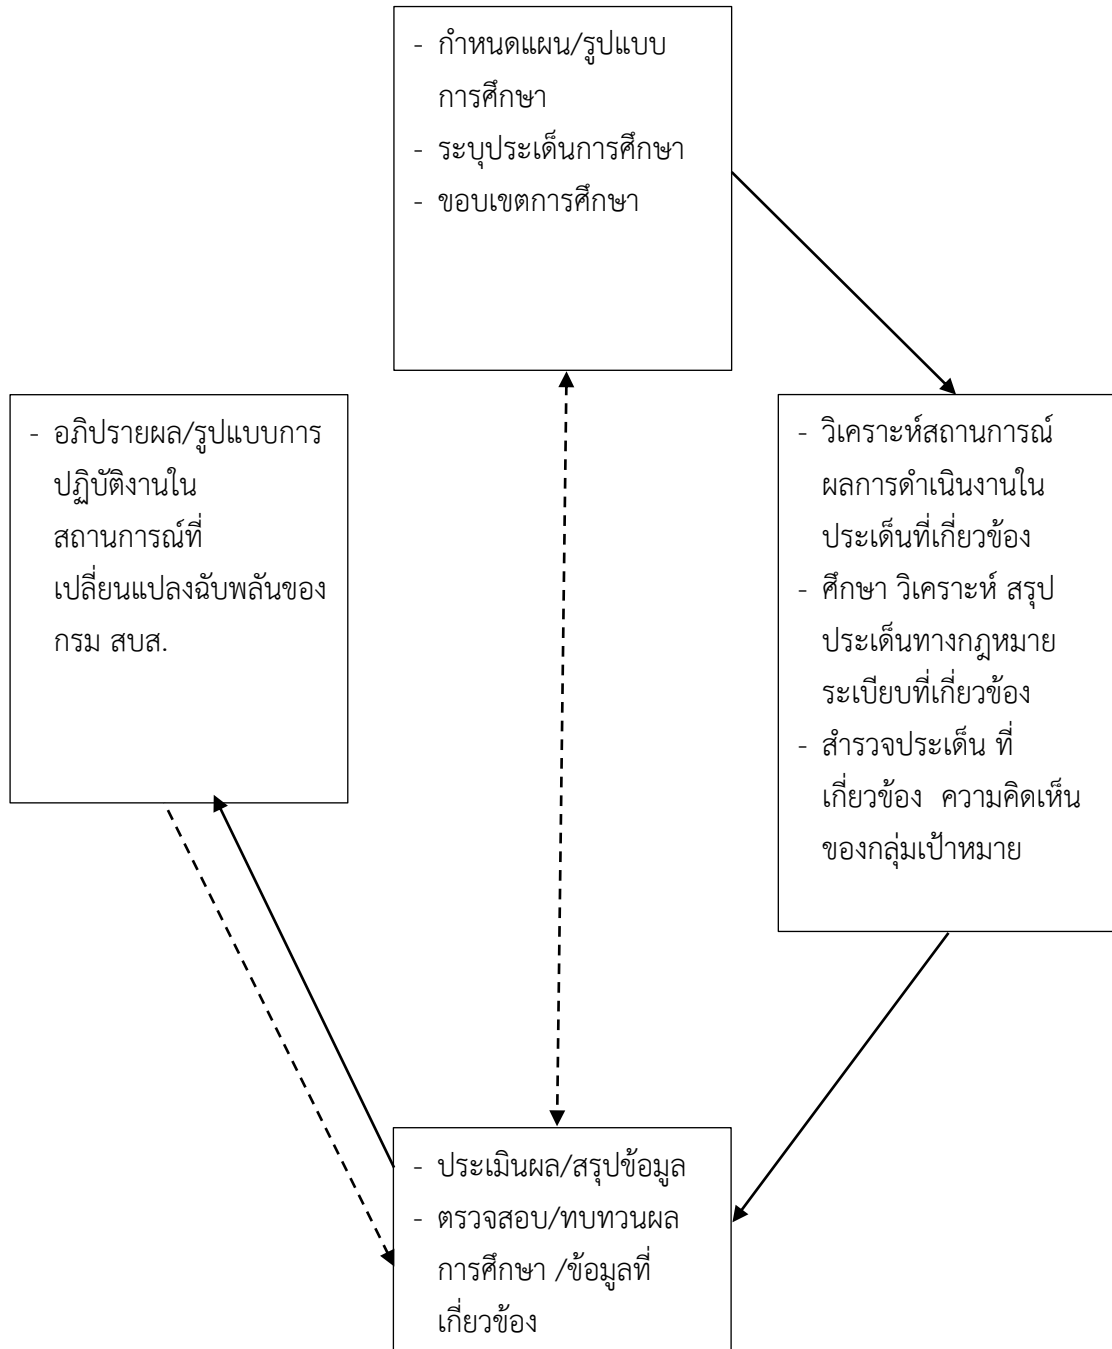 - กำหนดแผน/รูปแบบ
การศึกษา
- ระบุประเด็นการศึกษา
- ขอบเขตการศึกษา
- อภิปรายผล/รูปแบบการ
ปฏิบัติงานใน
สถานการณ์ที่
เปลี่ยนแปลงฉับพลันของ
กรม สบส.
- วิเคราะห์สถานการณ์
ผลการดำเนินงานใน
ประเด็นที่เกี่ยวข้อง
- ศึกษา วิเคราะห์ สรุป
ประเด็นทางกฎหมาย
ระเบียบที่เกี่ยวข้อง
- สำรวจประเด็น ที่
เกี่ยวข้อง ความคิดเห็น
ของกลุ่มเป้าหมาย
- ประเมินผล/สรุปข้อมูล
- ตรวจสอบ/ทบทวนผล
การศึกษา /ข้อมูลที่
เกี่ยวข้อง